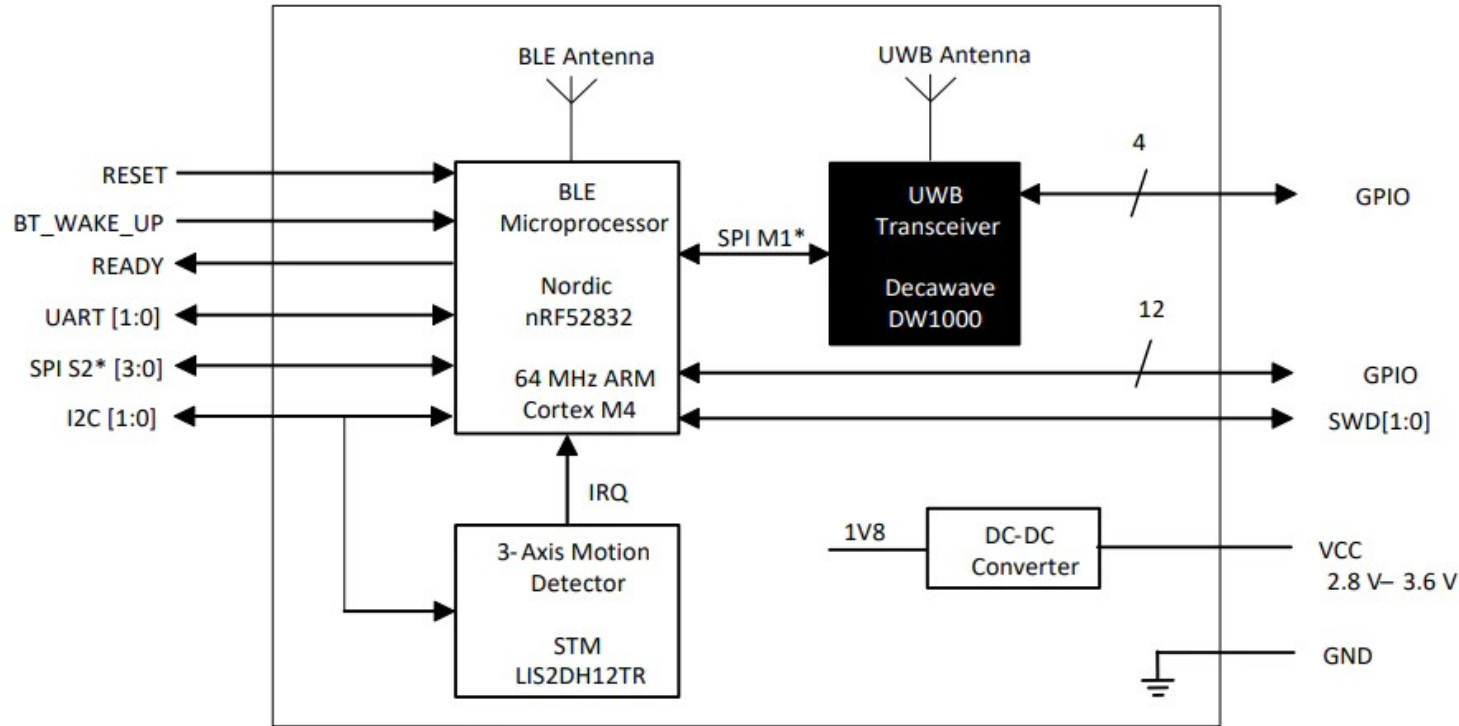 BLE Antenna
UWB Antenna
RESET
BT_WAKE_UP
READY
UART [1:0]
SPI S2* [3:0]
I2C [1:0]
BLE
Microprocessor
Nordic
nRF52832
64 MHz ARM
Cortex M4
SPI M1*
UWB
Transceiver
Decawave
DW1000
4
GPIO
12
GPIO
SWD[1:0]
IRQ
3-Axis Motion
Detector
STM
LIS2DH12TR
1V8
DC-DC
Converter
VCC
2.8 V– 3.6 V
GND